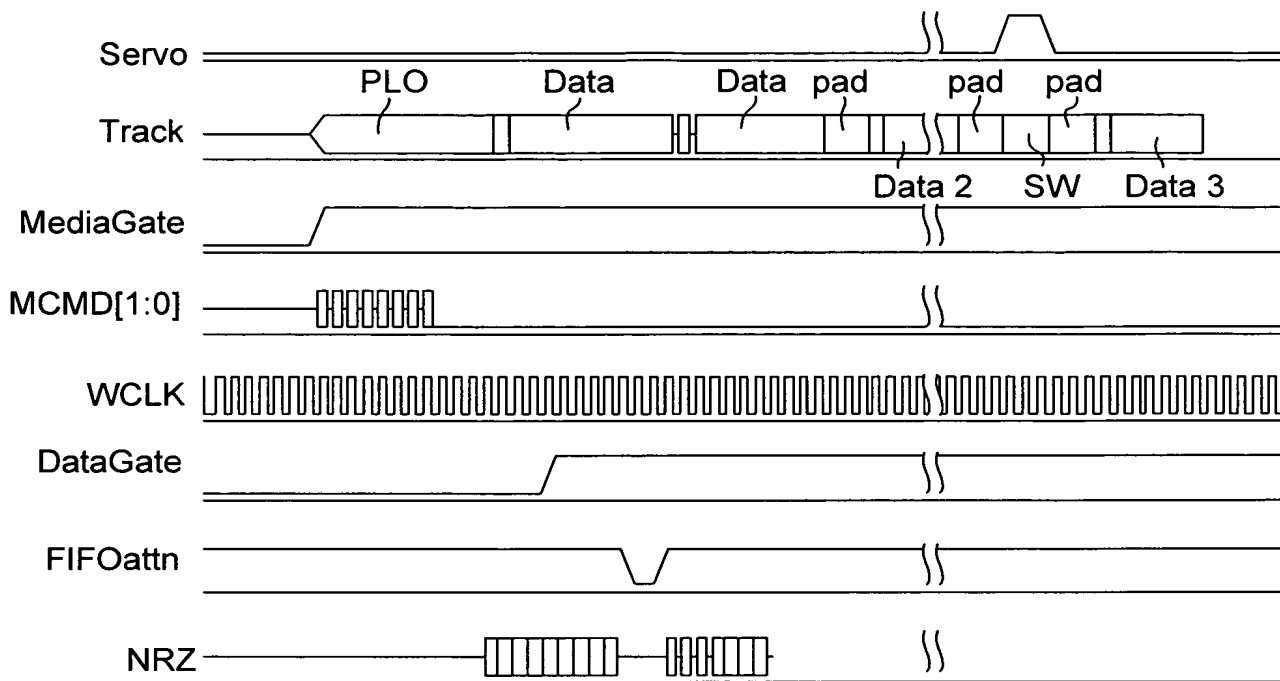 Servo
PLO Data Data pad pad pad
Track
Data 2 SW Data 3
MediaGate
MCMD[1:0]
WCLK
DataGate
FIFOattn
NRZ